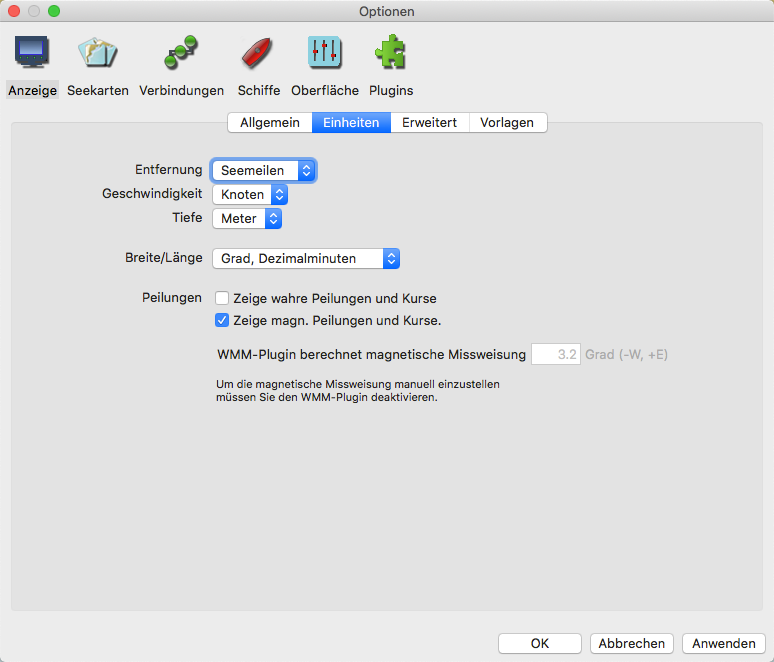 Optionen
Anzeige Seekarten Verbindungen Schiffe Oberfläche Plugins
Allgemein Einheiten Erweitert Vorlagen
Entfernung Seemeilen
Geschwindigkeit Knoten
Tiefe Meter
Breite/Länge Grad, Dezimalminuten
Peilungen Zeige wahre Peilungen und Kurse
Zeige magn. Peilungen und Kurse.
WMM-Plugin berechnet magnetische Missweisung 3.2 Grad (-W, +E)
Um die magnetische Missweisung manuell einzustellen
müssen Sie den WMM-Plugin deaktivieren.
OK Abbrechen Anwenden